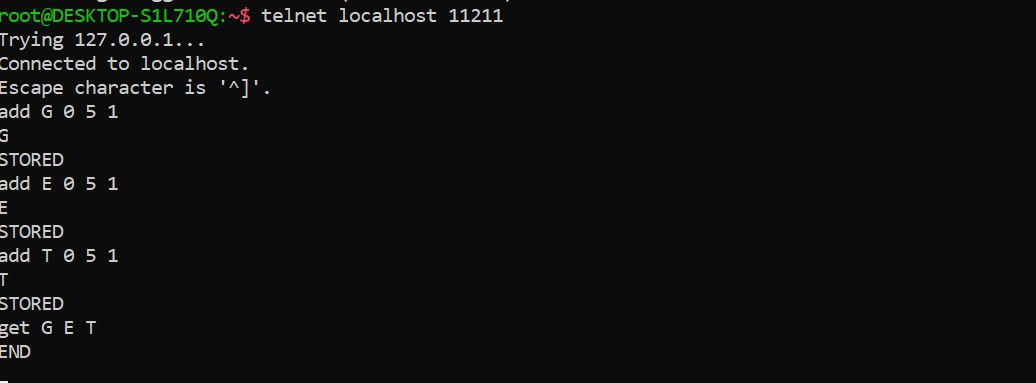 root@DESKTOP-S1L710Q:~$ telnet localhost 11211
Trying 127.0.0.1...
Connected to localhost.
Escape character is '^]'.
add G 0 5 1
G
STORED
add E 0 5 1
E
STORED
add T 0 5 1
T
STORED
get G E T
END